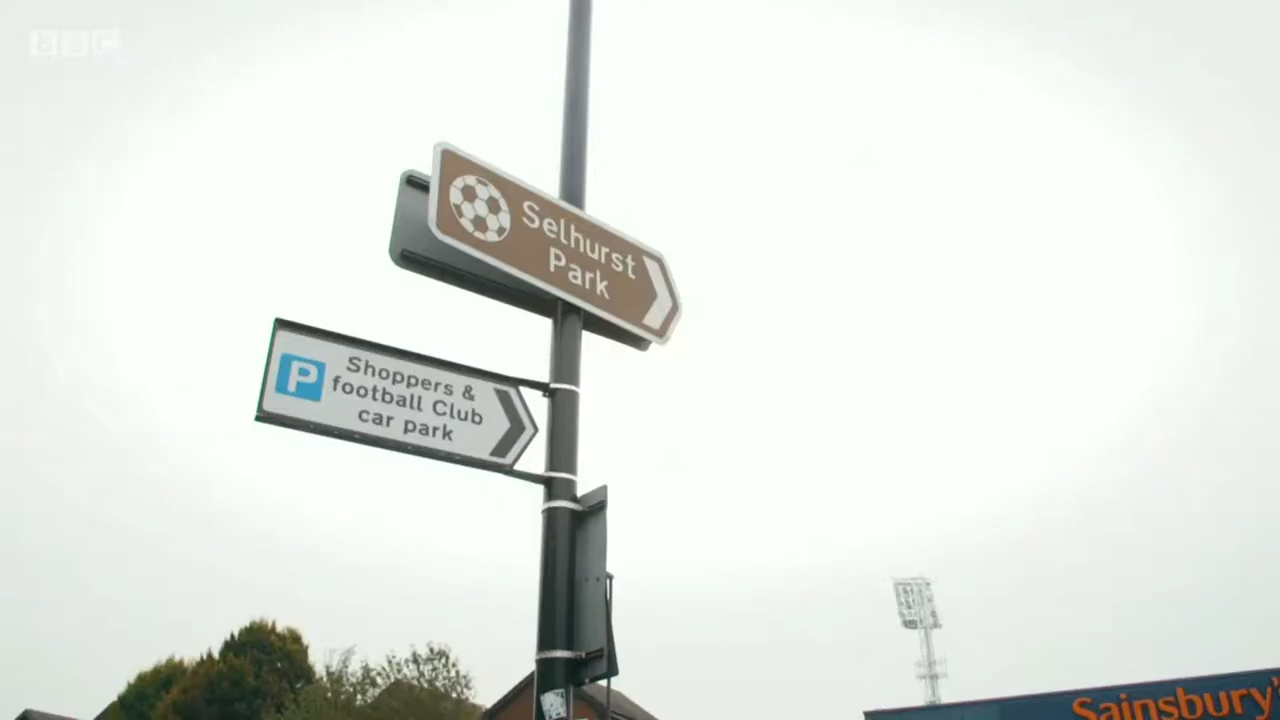 BBC
Selhurst
Park
P
Shoppers &
football Club
car park
Sainsbury'